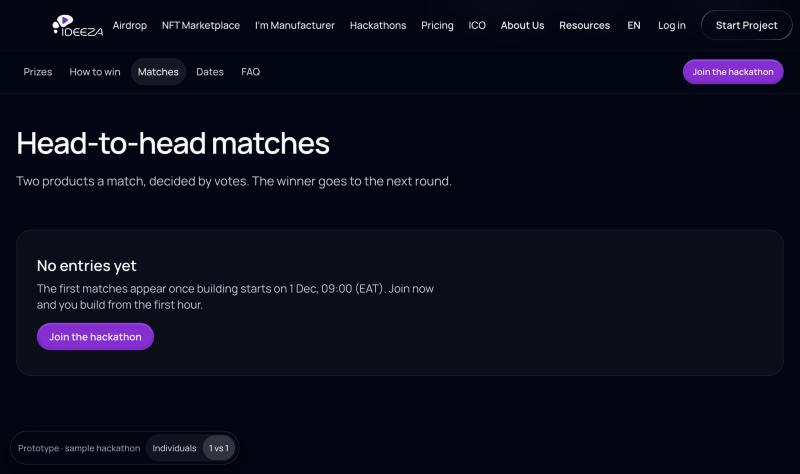 IDEEZA Airdrop NFT Marketplace I'm Manufacturer Hackathons Pricing ICO About Us Resources EN Log in Start Project
Prizes How to win Matches Dates FAQ Join the hackathon
Head-to-head matches
Two products a match, decided by votes. The winner goes to the next round.
No entries yet
The first matches appear once building starts on 1 Dec, 09:00 (EAT). Join now
and you build from the first hour.
Join the hackathon
Prototype · sample hackathon Individuals 1 vs 1